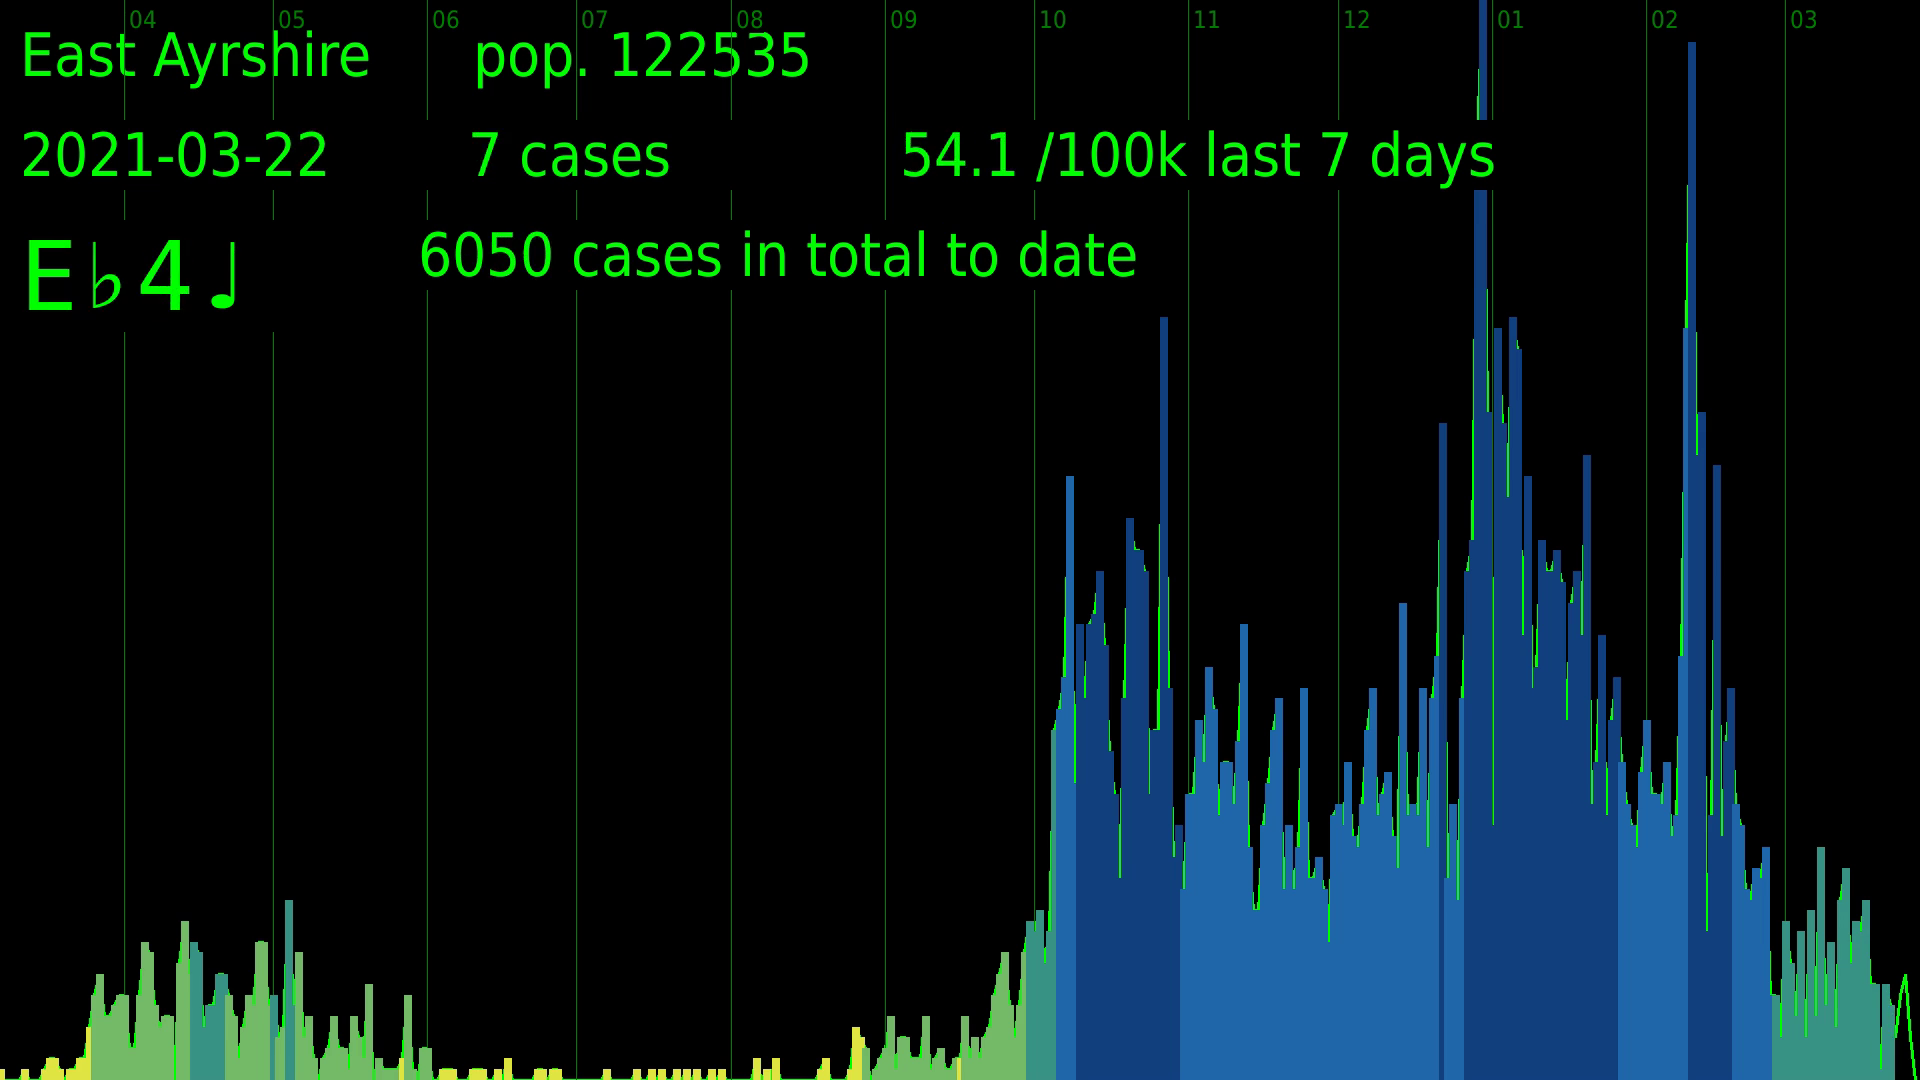 04 05 06 07 08 09 10 11 12 01 02 03
East Ayrshire pop. 122535
2021-03-22 7 cases 54.1 /100k last 7 days
E♭4♩ 6050 cases in total to date